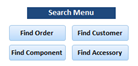 Search Menu
Find Order
Find Customer
Find Component
Find Accessory